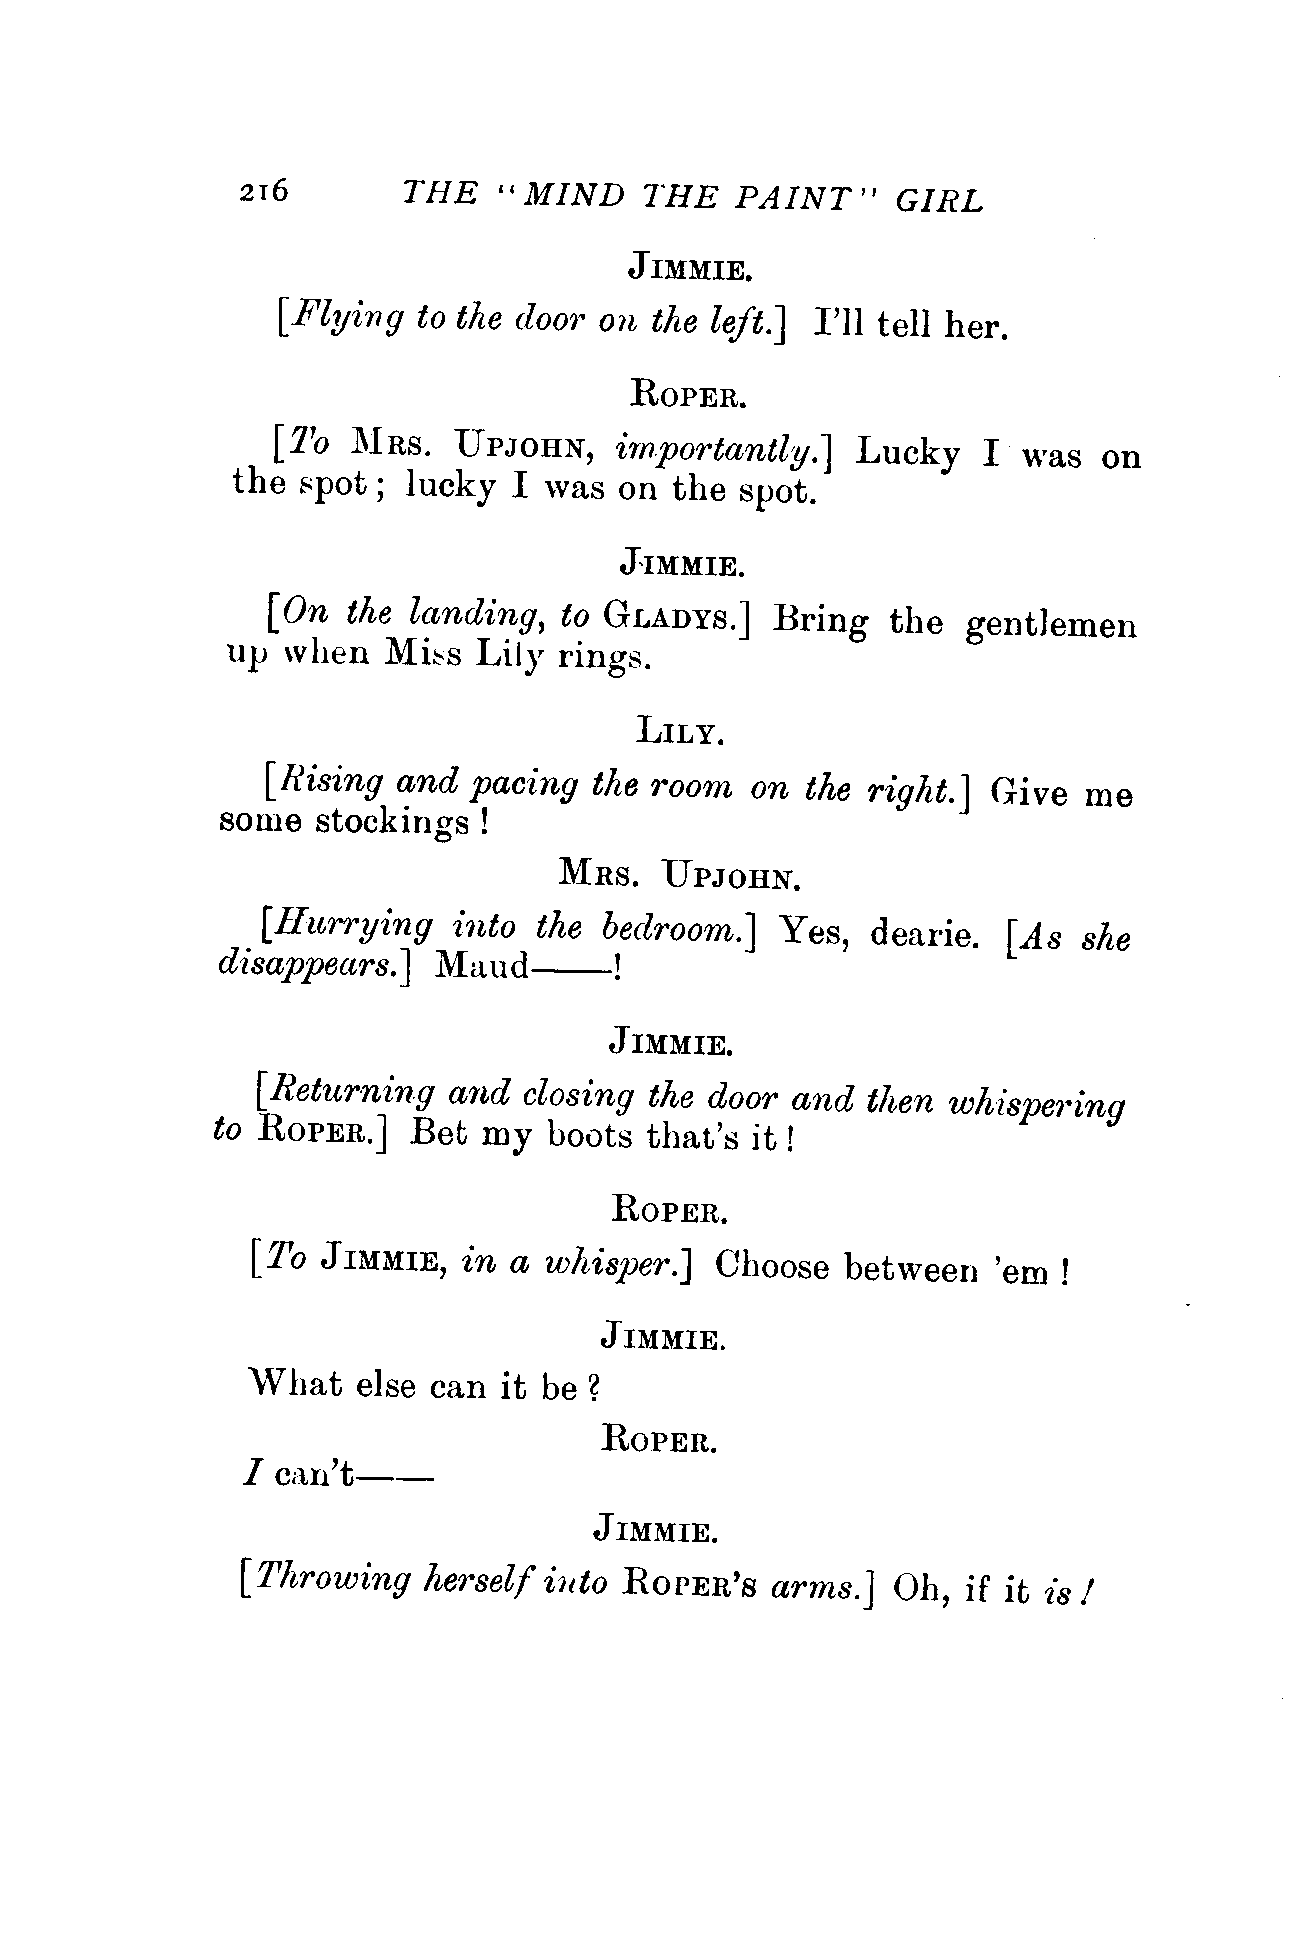 216 THE "MIND THE PAINT" GIRL
JIMMIE.
[Flying to the door on the left.] I'll tell her.
ROPER.
[To MRS. UPJOHN, importantly.] Lucky I was on
the spot; lucky I was on the spot.
JIMMIE.
[On the landing, to GLADYS.] Bring the gentlemen
up when Miss Lily rings.
LILY.
[Rising and pacing the room on the right.] Give me
some stockings!
MRS. UPJOHN.
[Hurrying into the bedroom.] Yes, dearie. [As she
disappears.] Maud——!
JIMMIE.
[Returning and closing the door and then whispering
to ROPER.] Bet my boots that's it!
ROPER.
[To JIMMIE, in a whisper.] Choose between 'em!
JIMMIE.
What else can it be?
ROPER.
I can't——
JIMMIE.
[Throwing herself into ROPER'S arms.] Oh, if it is!